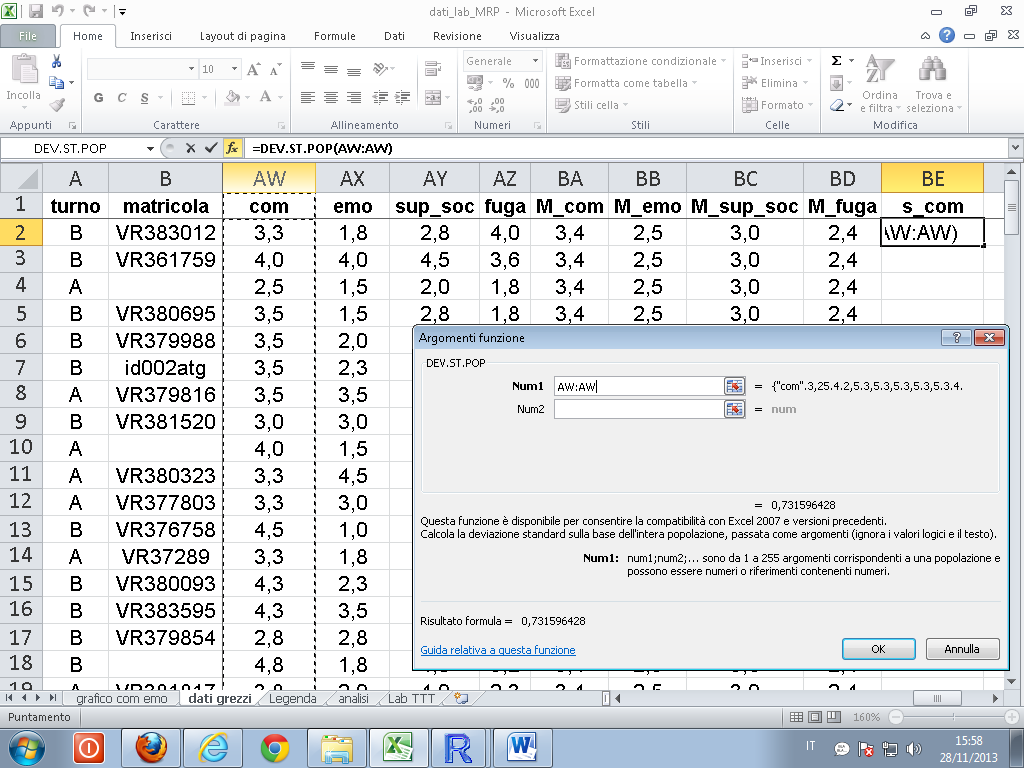 dati_lab_MRP - Microsoft Excel
File Home Inserisci Layout di pagina Formule Dati Revisione Visualizza
Incolla
10
G C S
Generale
% 000
Formattazione condizionale
Formatta come tabella
Stili cella
Inserisci
Elimina
Formato
Ordina e filtra
Trova e seleziona
Appunti Carattere Allineamento Numeri Stili Celle Modifica
DEV.ST.POP =DEV.ST.POP(AW:AW)
A B AW AX AY AZ BA BB BC BD BE
1 turno matricola com emo sup_soc fuga M_com M_emo M_sup_soc M_fuga s_com
2 B VR383012 3,3 1,8 2,8 4,0 3,4 2,5 3,0 2,4 AW:AW)
3 B VR361759 4,0 4,0 4,5 3,6 3,4 2,5 3,0 2,4
4 A 2,5 1,5 2,0 1,8 3,4 2,5 3,0 2,4
5 B VR380695 3,5 1,5 2,8 1,8 3,4 2,5 3,0 2,4
6 B VR379988 3,5 2,0
7 B id002atg 3,5 2,3
8 A VR379816 3,5 3,5
9 B VR381520 3,0 3,0
10 A 4,0 1,5
11 A VR380323 3,3 4,5
12 A VR377803 3,3 3,0
13 B VR376758 4,5 1,0
14 A VR37289 3,3 1,8
15 B VR380093 4,3 2,3
16 B VR383595 4,3 3,5
17 B VR379854 2,8 2,8
18 B 4,8 1,8
Argomenti funzione
DEV.ST.POP
Num1 AW:AW = {"com".3,25.4.2,5.3,5.3,5.3,5.3,5.3.4.
Num2 = num
= 0,731596428
Questa funzione è disponibile per consentire la compatibilità con Excel 2007 e versioni precedenti.
Calcola la deviazione standard sulla base dell'intera popolazione, passata come argomenti (ignora i valori logici e il testo).
Num1: num1;num2;... sono da 1 a 255 argomenti corrispondenti a una popolazione e
possono essere numeri o riferimenti contenenti numeri.
Risultato formula = 0,731596428
Guida relativa a questa funzione
OK Annulla
grafico com emo dati grezzi Legenda analisi Lab TTT
Puntamento 160%
IT 15:58
28/11/2013